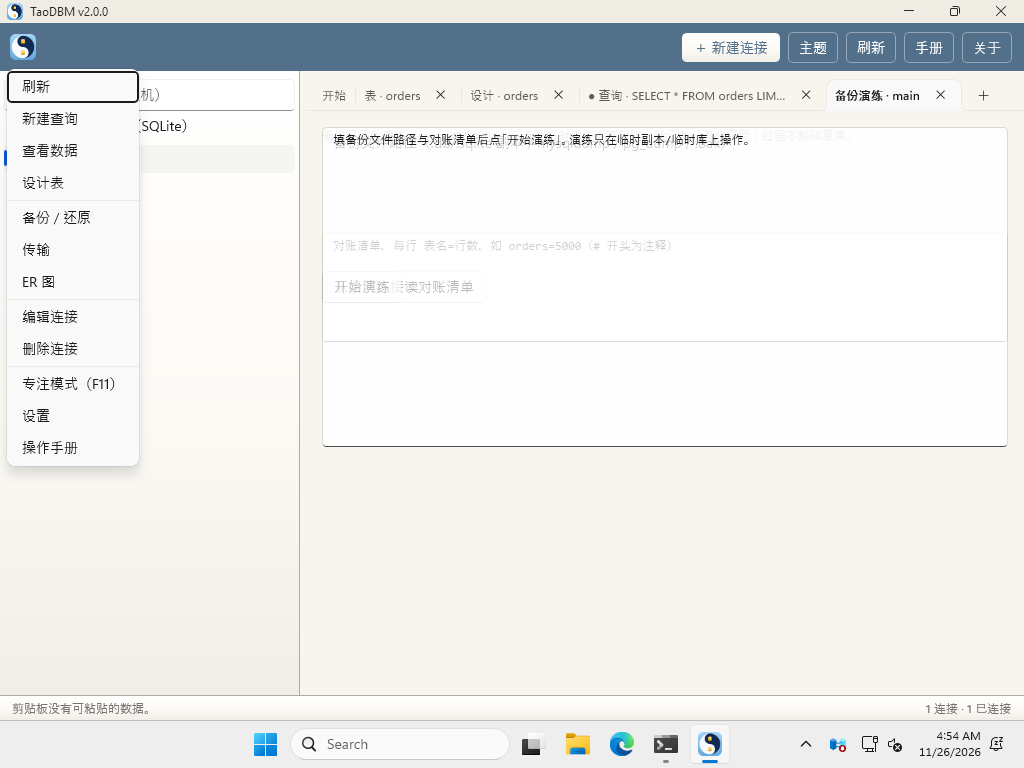 TaoDBM v2.0.0
＋ 新建连接
主题
刷新
手册
关于
刷新
新建查询
查看数据
设计表
备份 / 还原
传输
ER 图
编辑连接
删除连接
专注模式（F11）
设置
操作手册
机）
(SQLite）
开始
表 · orders
设计 · orders
● 查询 · SELECT * FROM orders LIM...
备份演练 · main
填备份文件路径与对账清单后点「开始演练」。演练只在临时副本/临时库上操作。
对账清单，每行 表名=行数，如 orders=5000（# 开头为注释）
开始演练
读对账清单
剪贴板没有可粘贴的数据。
1 连接 · 1 已连接
Search
4:54 AM
11/26/2026